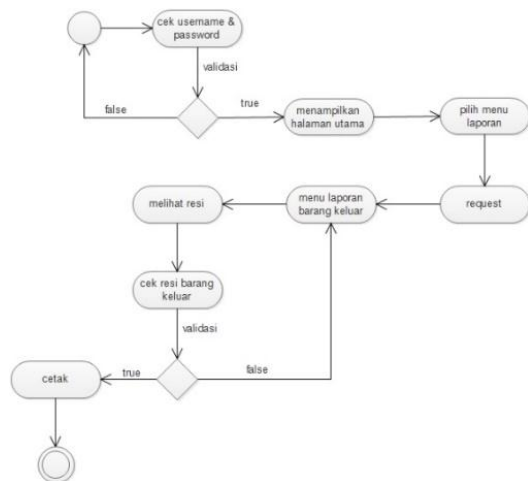 cek username &
password
validasi
false
true
menampilkan
halaman utama
pilih menu
laporan
melihat resi
menu laporan
barang keluar
request
cek resi barang
keluar
validasi
cetak
true
false